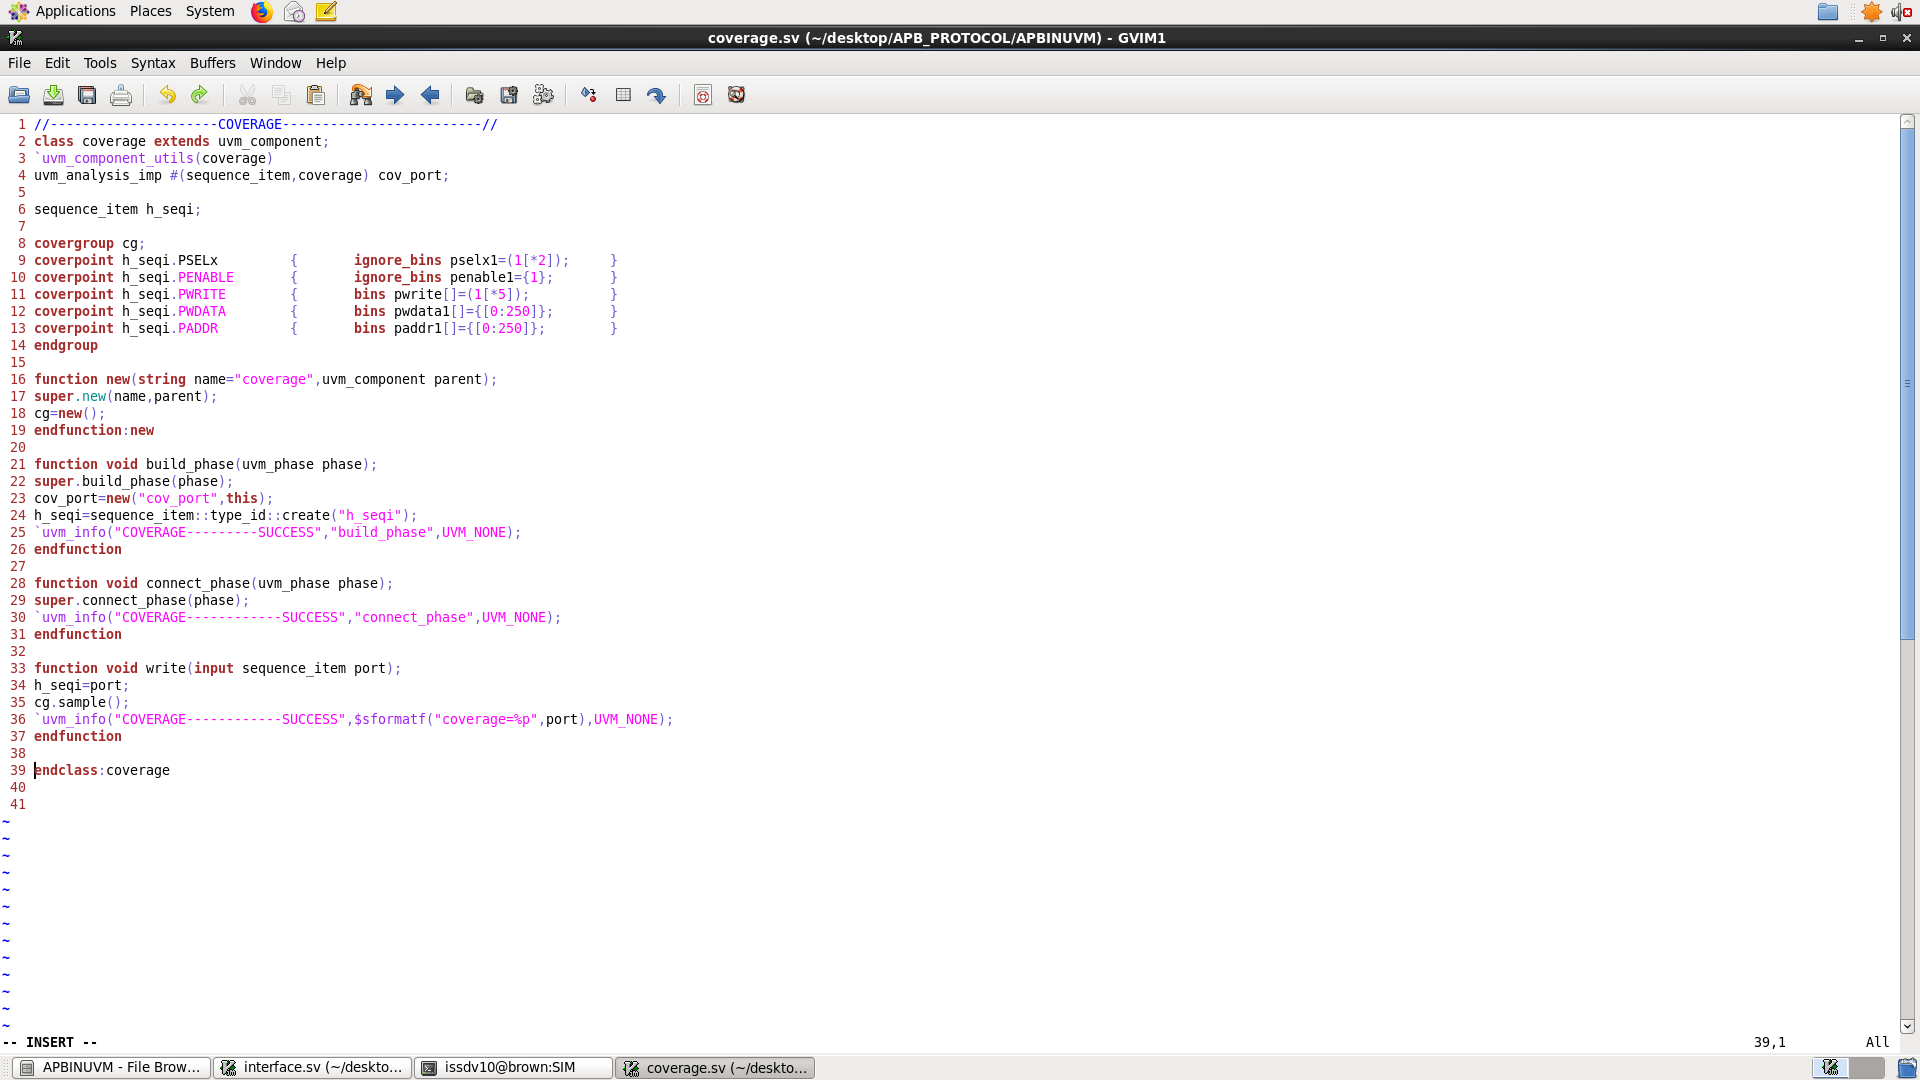 Applications Places System
coverage.sv (~/desktop/APB_PROTOCOL/APBINUVM) - GVIM1
File Edit Tools Syntax Buffers Window Help
1 //---------------------COVERAGE-------------------------//
2 class coverage extends uvm_component;
3 `uvm_component_utils(coverage)
4 uvm_analysis_imp #(sequence_item,coverage) cov_port;
5
6 sequence_item h_seqi;
7
8 covergroup cg;
9 coverpoint h_seqi.PSELx { ignore_bins pselx1=(1[*2]); }
10 coverpoint h_seqi.PENABLE { ignore_bins penable1={1}; }
11 coverpoint h_seqi.PWRITE { bins pwrite[]=(1[*5]); }
12 coverpoint h_seqi.PWDATA { bins pwdata1[]={[0:250]}; }
13 coverpoint h_seqi.PADDR { bins paddr1[]={[0:250]}; }
14 endgroup
15
16 function new(string name="coverage",uvm_component parent);
17 super.new(name,parent);
18 cg=new();
19 endfunction:new
20
21 function void build_phase(uvm_phase phase);
22 super.build_phase(phase);
23 cov_port=new("cov_port",this);
24 h_seqi=sequence_item::type_id::create("h_seqi");
25 `uvm_info("COVERAGE---------SUCCESS","build_phase",UVM_NONE);
26 endfunction
27
28 function void connect_phase(uvm_phase phase);
29 super.connect_phase(phase);
30 `uvm_info("COVERAGE------------SUCCESS","connect_phase",UVM_NONE);
31 endfunction
32
33 function void write(input sequence_item port);
34 h_seqi=port;
35 cg.sample();
36 `uvm_info("COVERAGE------------SUCCESS",$sformatf("coverage=%p",port),UVM_NONE);
37 endfunction
38
39 endclass:coverage
40
41
~
~
~
~
~
~
~
~
~
~
~
~
~
-- INSERT -- 39,1 All
APBINUVM - File Brow... interface.sv (~/deskto... issdv10@brown:SIM coverage.sv (~/deskto...